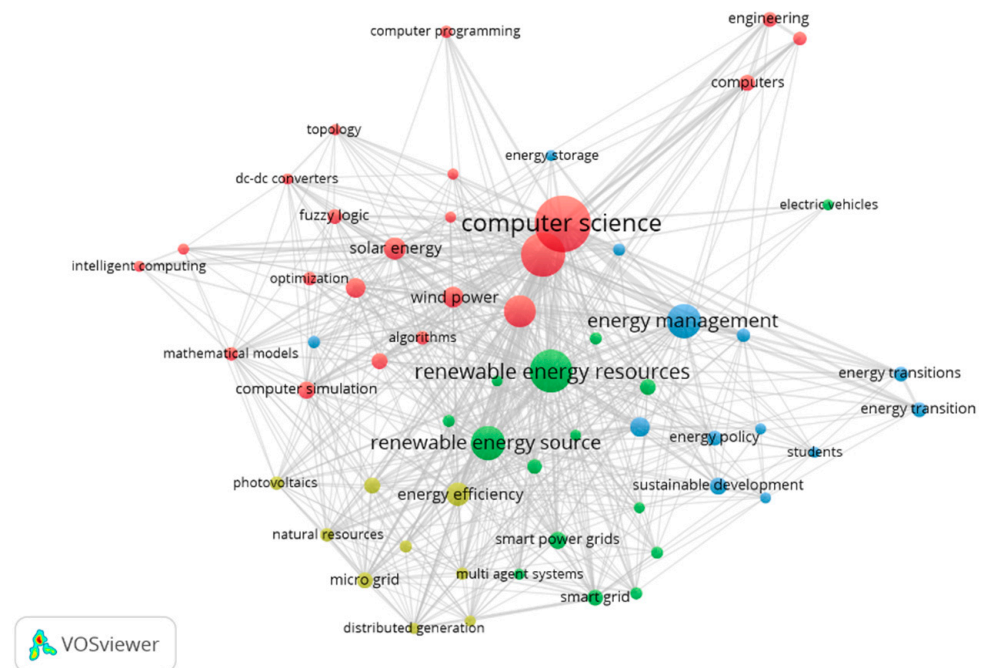 engineering
computer programming
computers
topology
energy storage
dc-dc converters
electric vehicles
fuzzy logic
computer science
solar energy
intelligent computing
optimization
wind power
energy management
algorithms
mathematical models
renewable energy resources
energy transitions
computer simulation
energy transition
energy policy
renewable energy source
students
photovoltaics
sustainable development
energy efficiency
natural resources
smart power grids
micro grid
multi agent systems
smart grid
distributed generation
VOSviewer